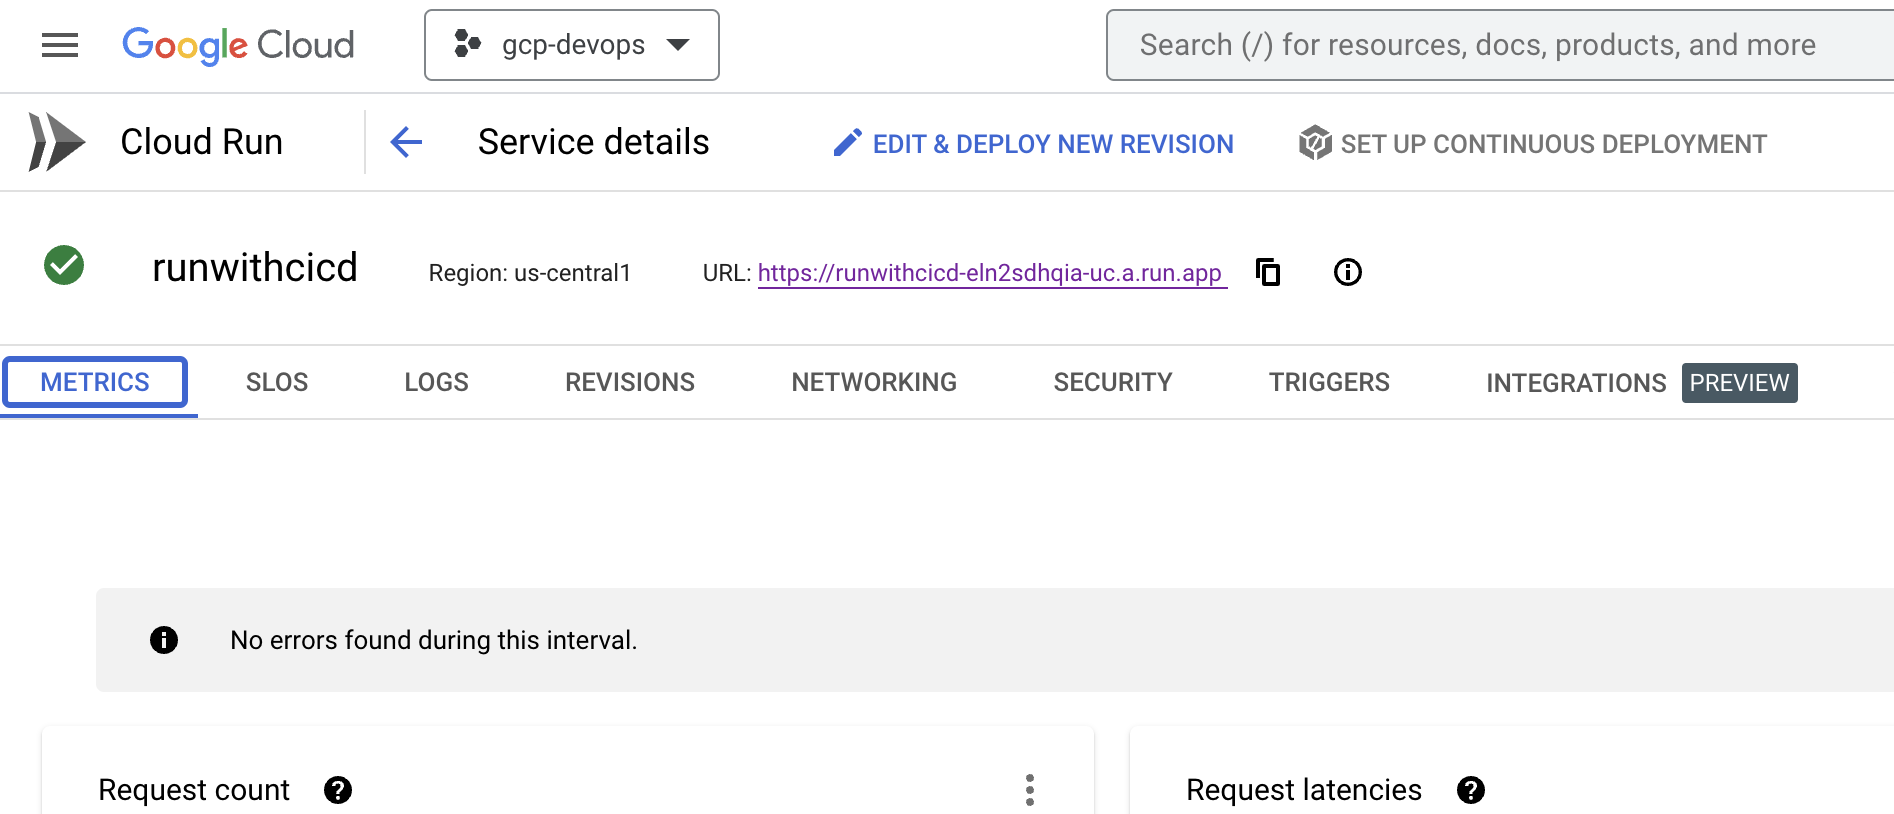 Google Cloud
gcp-devops
Search (/) for resources, docs, products, and more
Cloud Run
Service details
EDIT & DEPLOY NEW REVISION
SET UP CONTINUOUS DEPLOYMENT
runwithcicd
Region: us-central1
URL: https://runwithcicd-eln2sdhqia-uc.a.run.app
METRICS
SLOS
LOGS
REVISIONS
NETWORKING
SECURITY
TRIGGERS
INTEGRATIONS PREVIEW
No errors found during this interval.
Request count
Request latencies